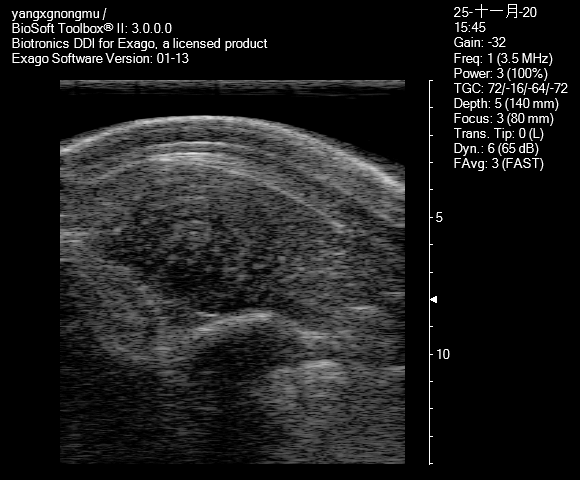 yangxgnongmu /
BioSoft Toolbox® II: 3.0.0.0
Biotronics DDI for Exago, a licensed product
Exago Software Version: 01-13
25-十一月-20
15:45
Gain: -32
Freq: 1 (3.5 MHz)
Power: 3 (100%)
TGC: 72/-16/-64/-72
Depth: 5 (140 mm)
Focus: 3 (80 mm)
Trans. Tip: 0 (L)
Dyn.: 6 (65 dB)
FAvg: 3 (FAST)
5
10